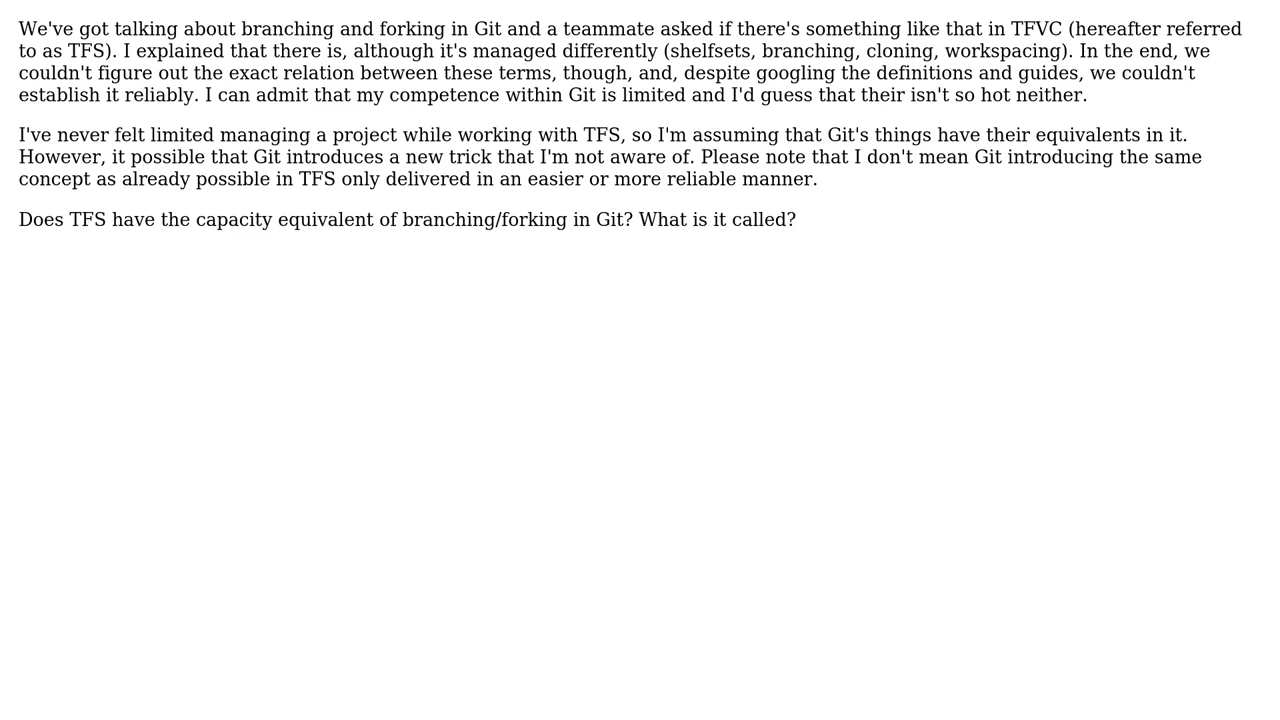 We've got talking about branching and forking in Git and a teammate asked if there's something like that in TFVC (hereafter referred
to as TFS). I explained that there is, although it's managed differently (shelfsets, branching, cloning, workspacing). In the end, we
couldn't figure out the exact relation between these terms, though, and, despite googling the definitions and guides, we couldn't
establish it reliably. I can admit that my competence within Git is limited and I'd guess that their isn't so hot neither.
I've never felt limited managing a project while working with TFS, so I'm assuming that Git's things have their equivalents in it.
However, it possible that Git introduces a new trick that I'm not aware of. Please note that I don't mean Git introducing the same
concept as already possible in TFS only delivered in an easier or more reliable manner.
Does TFS have the capacity equivalent of branching/forking in Git? What is it called?